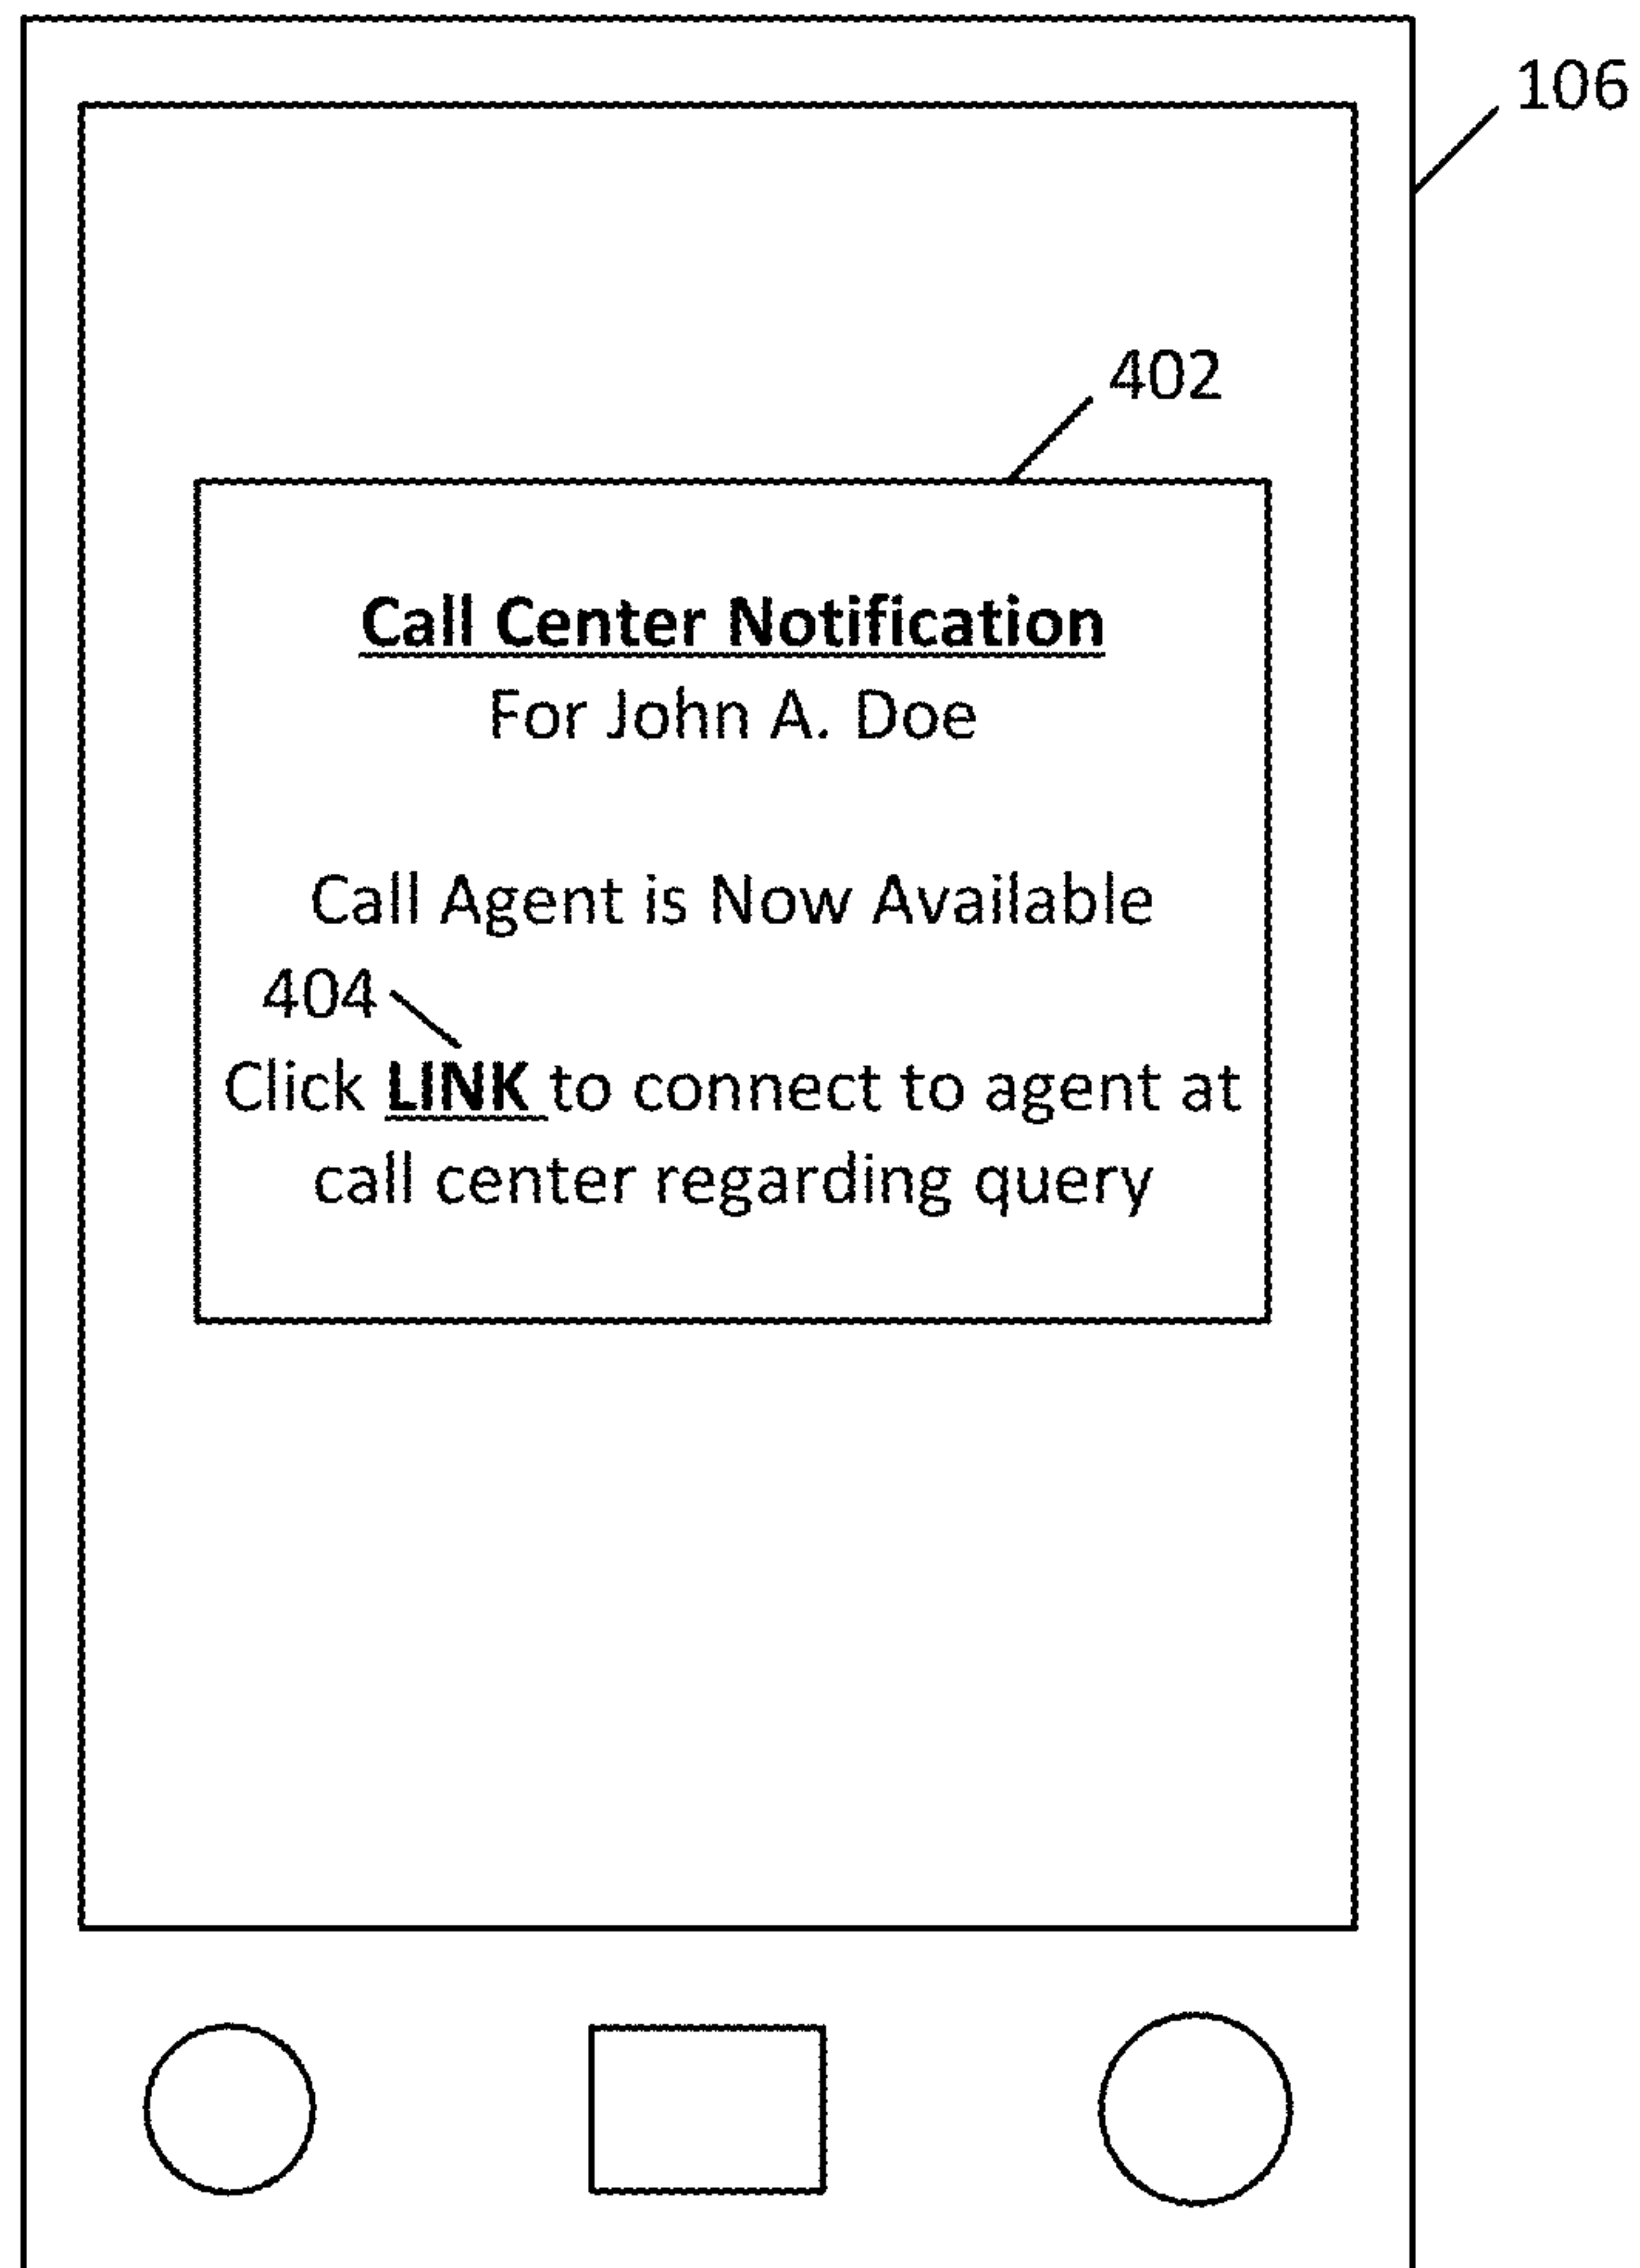 106
402
Call Center Notification
For John A. Doe
Call Agent is Now Available
404
Click LINK to connect to agent at
call center regarding query